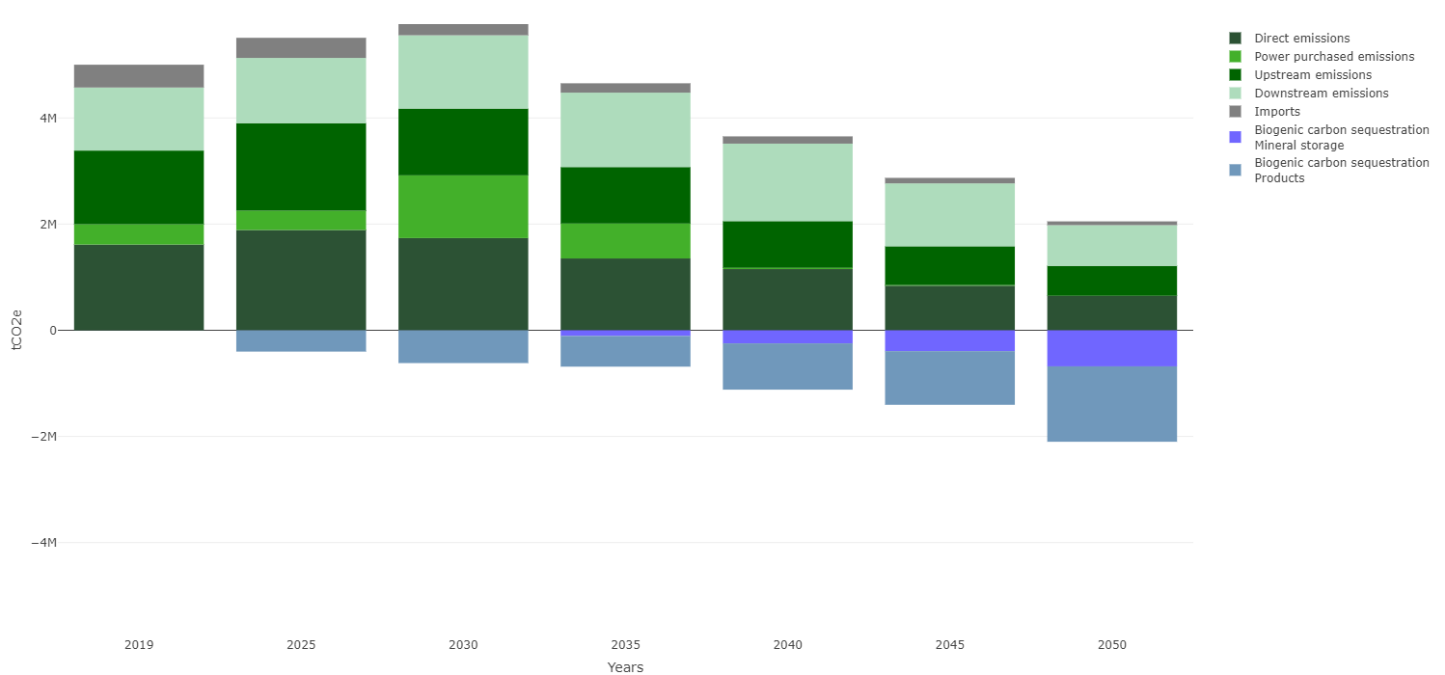 Direct emissions
Power purchased emissions
Upstream emissions
Downstream emissions
Imports
Biogenic carbon sequestration
Mineral storage
Biogenic carbon sequestration
Products
4M
2M
0
−2M
−4M
tCO2e
2019
2025
2030
2035
2040
2045
2050
Years